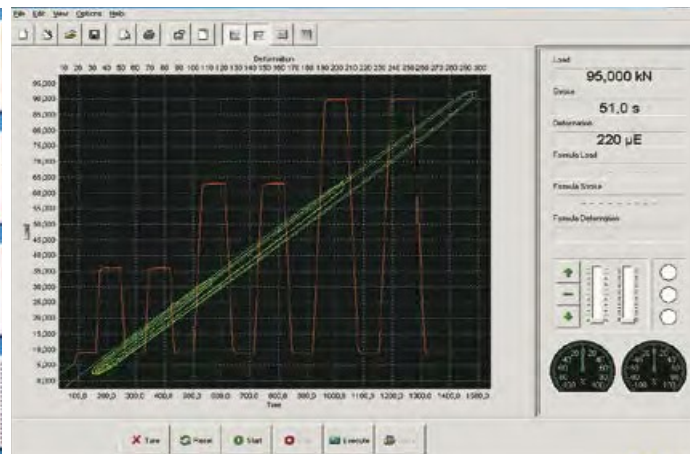 File Edit View Options Help
Deformation
10 20 30 40 50 60 70 80 90 100 110 120 130 140 150 160 170 180 190 200 210 220 230 240 250 260 270 280 290 300
95,000
90,000
85,000
80,000
75,000
70,000
65,000
60,000
55,000
50,000
45,000
40,000
35,000
30,000
25,000
20,000
15,000
10,000
5,000
0,000
Load
100,0 200,0 300,0 400,0 500,0 600,0 700,0 800,0 900,0 1000,0 1100,0 1200,0 1300,0 1400,0 1500,0
Time
Load
95,000 kN
Stroke
51,0 s
Deformation
220 µE
Formula Load
Formula Stroke
- - - - - - - -
Formula Deformation
Tare Reset Start Execute